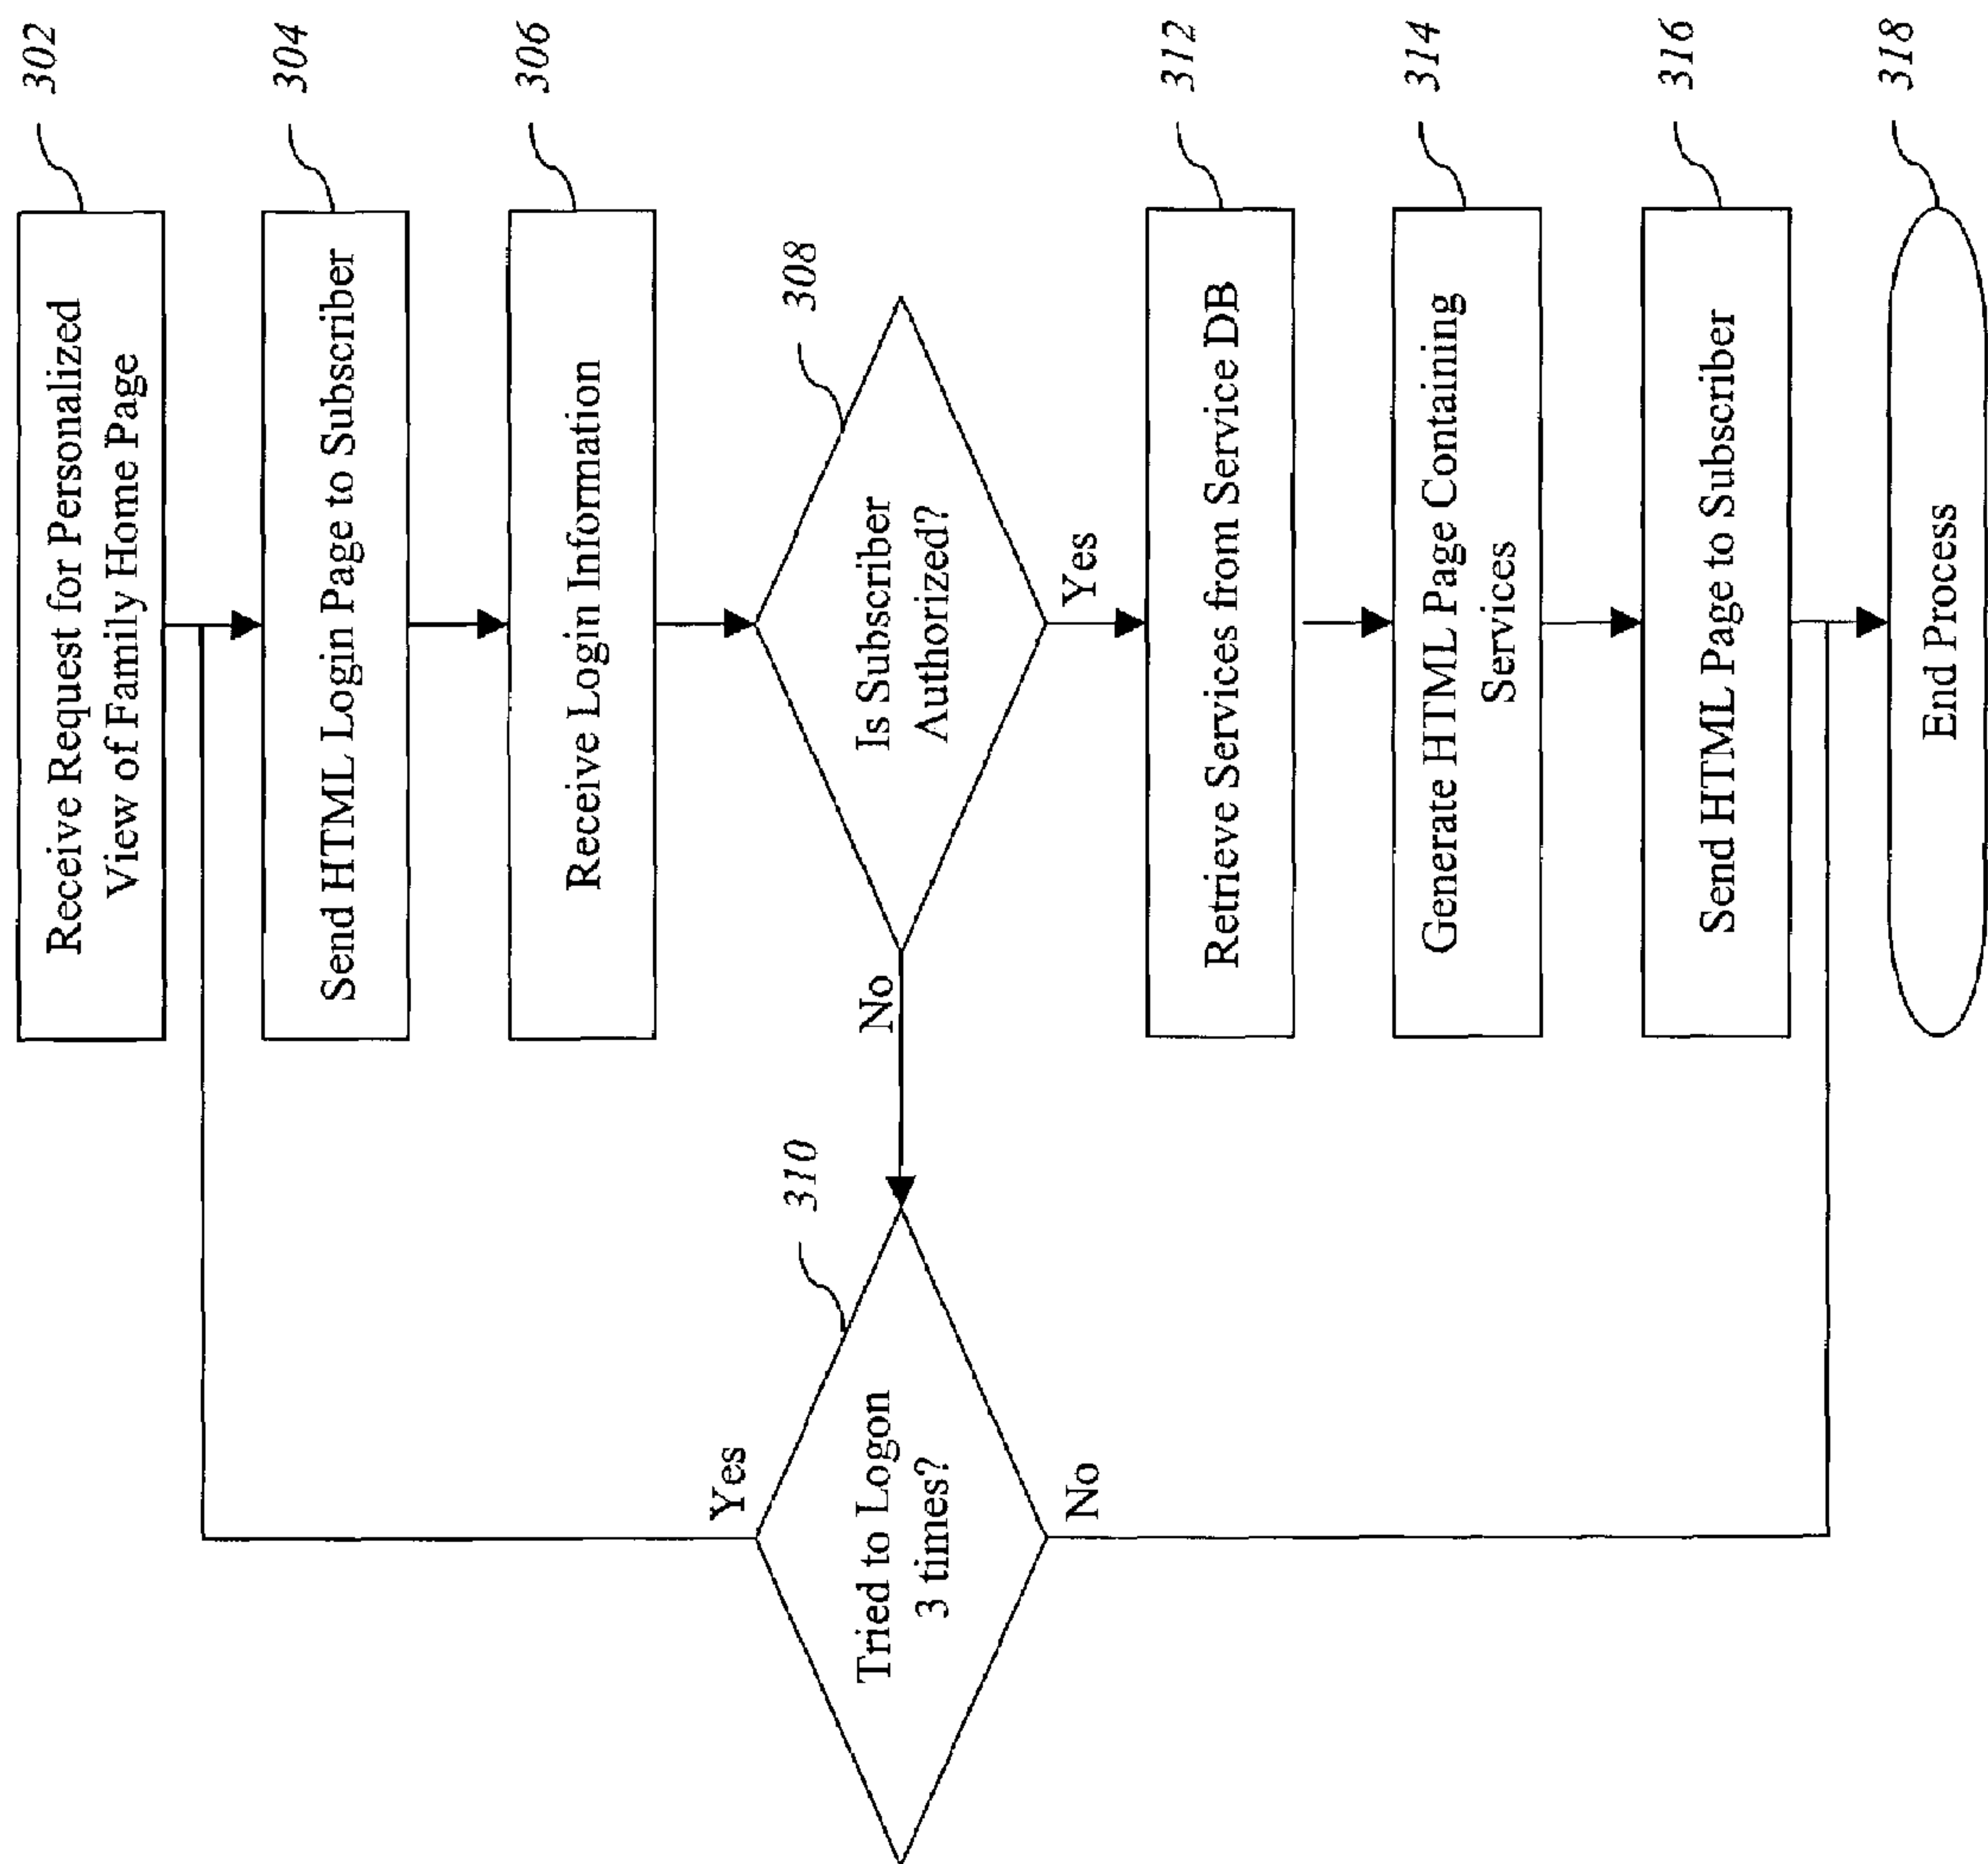 302
Receive Request for Personalized
View of Family Home Page
304
Send HTML Login Page to Subscriber
306
Receive Login Information
308
Is Subscriber
Authorized?
No
Yes
310
Tried to Logon
3 times?
Yes
No
312
Retrieve Services from Service DB
314
Generate HTML Page Containing
Services
316
Send HTML Page to Subscriber
318
End Process